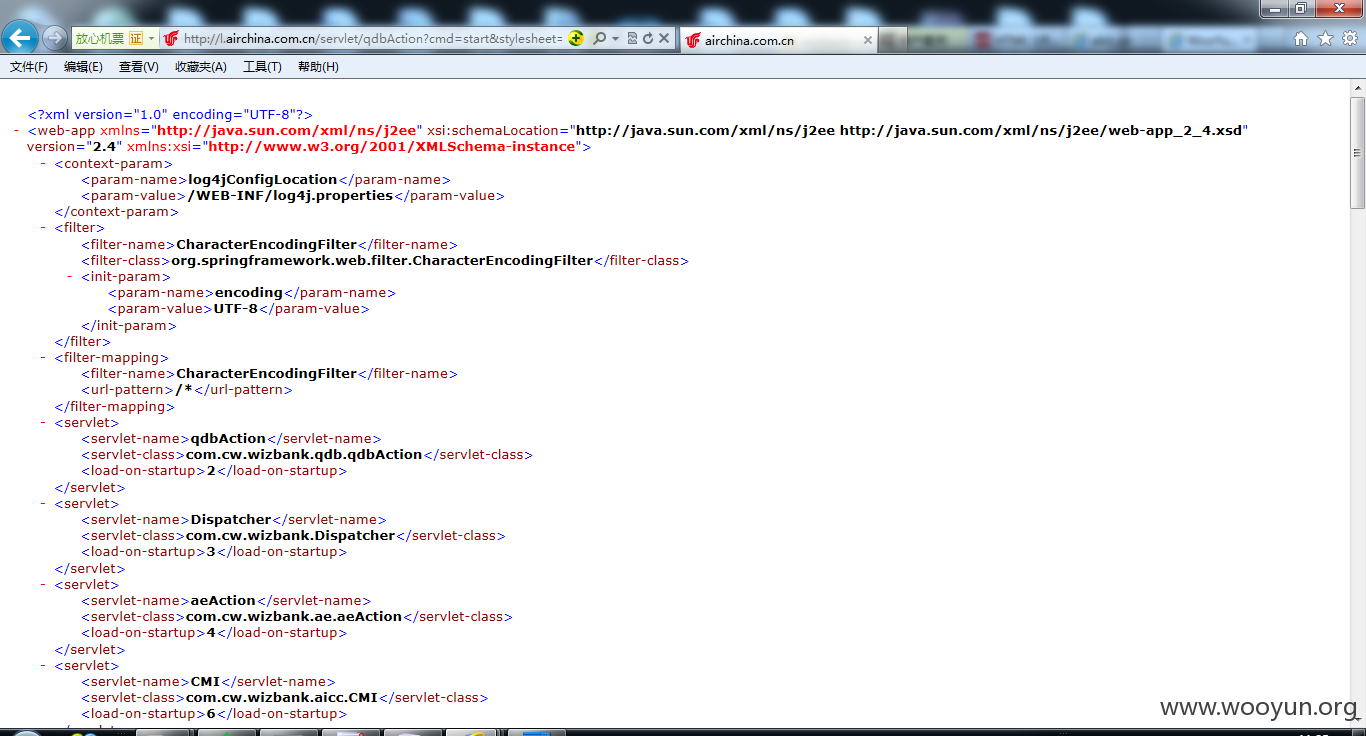 放心机票 证 http://l.airchina.com.cn/servlet/qdbAction?cmd=start&stylesheet= airchina.com.cn
文件(F) 编辑(E) 查看(V) 收藏夹(A) 工具(T) 帮助(H)
<?xml version="1.0" encoding="UTF-8"?>
- <web-app xmlns="http://java.sun.com/xml/ns/j2ee" xsi:schemaLocation="http://java.sun.com/xml/ns/j2ee http://java.sun.com/xml/ns/j2ee/web-app_2_4.xsd"
version="2.4" xmlns:xsi="http://www.w3.org/2001/XMLSchema-instance">
- <context-param>
<param-name>log4jConfigLocation</param-name>
<param-value>/WEB-INF/log4j.properties</param-value>
</context-param>
- <filter>
<filter-name>CharacterEncodingFilter</filter-name>
<filter-class>org.springframework.web.filter.CharacterEncodingFilter</filter-class>
- <init-param>
<param-name>encoding</param-name>
<param-value>UTF-8</param-value>
</init-param>
</filter>
- <filter-mapping>
<filter-name>CharacterEncodingFilter</filter-name>
<url-pattern>/*</url-pattern>
</filter-mapping>
- <servlet>
<servlet-name>qdbAction</servlet-name>
<servlet-class>com.cw.wizbank.qdb.qdbAction</servlet-class>
<load-on-startup>2</load-on-startup>
</servlet>
- <servlet>
<servlet-name>Dispatcher</servlet-name>
<servlet-class>com.cw.wizbank.Dispatcher</servlet-class>
<load-on-startup>3</load-on-startup>
</servlet>
- <servlet>
<servlet-name>aeAction</servlet-name>
<servlet-class>com.cw.wizbank.ae.aeAction</servlet-class>
<load-on-startup>4</load-on-startup>
</servlet>
- <servlet>
<servlet-name>CMI</servlet-name>
<servlet-class>com.cw.wizbank.aicc.CMI</servlet-class>
<load-on-startup>6</load-on-startup>
www.wooyun.org